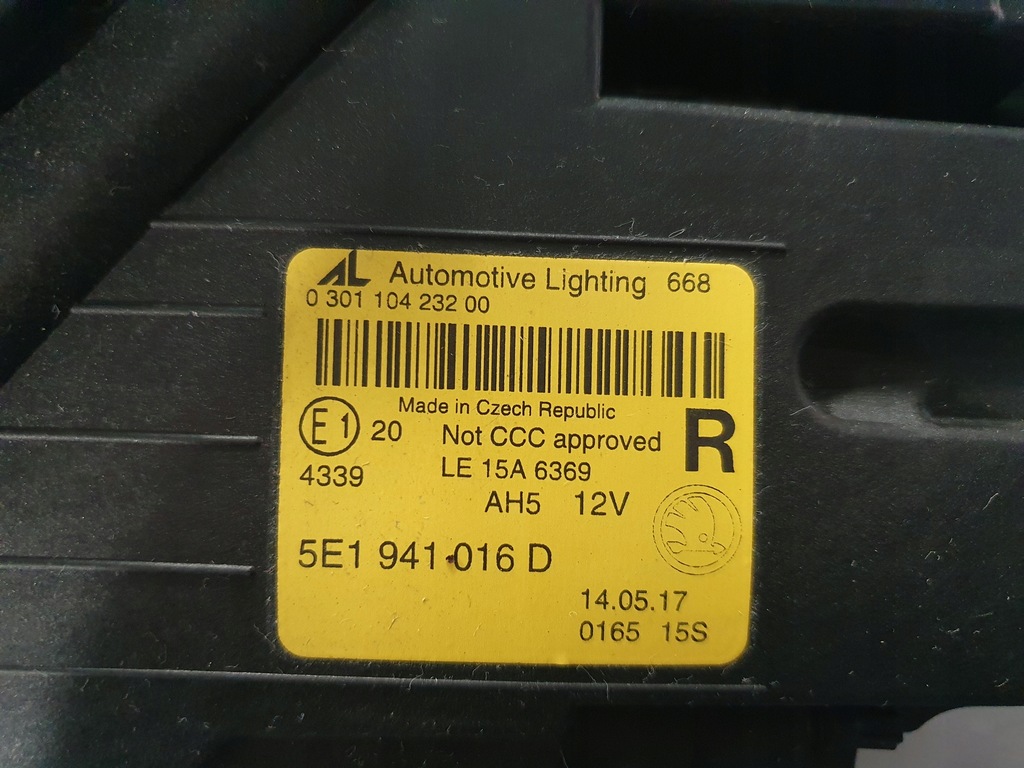 AL Automotive Lighting 668
0 301 104 232 00
Made in Czech Republic
E1 20 Not CCC approved R
4339 LE 15A 6369
AH5 12V
5E1 941 016 D
14.05.17
0165 15S